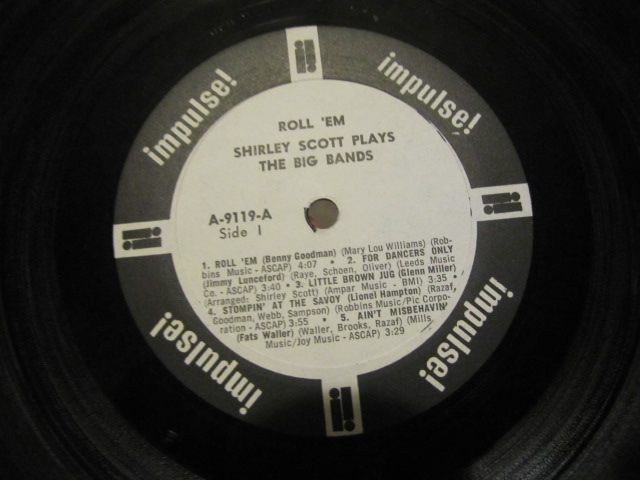 impulse!
impulse!
ROLL 'EM
SHIRLEY SCOTT PLAYS
THE BIG BANDS
A-9119-A
Side I
1. ROLL 'EM (Benny Goodman) (Mary Lou Williams) (Rob-
bins Music - ASCAP) 4:07 • 2. FOR DANCERS ONLY
(Jimmy Lunceford) (Raye, Schoen, Oliver) (Leeds Music
Co. - ASCAP) 3:40 • 3. LITTLE BROWN JUG (Glenn Miller)
(Arranged: Shirley Scott) (Ampar Music - BMI) 3:35 •
4. STOMPIN' AT THE SAVOY (Lionel Hampton) (Razaf,
Goodman, Webb, Sampson) (Robbins Music/Pic Corpo-
ration - ASCAP) 3:55 • 5. AIN'T MISBEHAVIN'
(Fats Waller) (Waller, Brooks, Razaf) (Mills
Music/Joy Music - ASCAP) 3:29
impulse!
impulse!